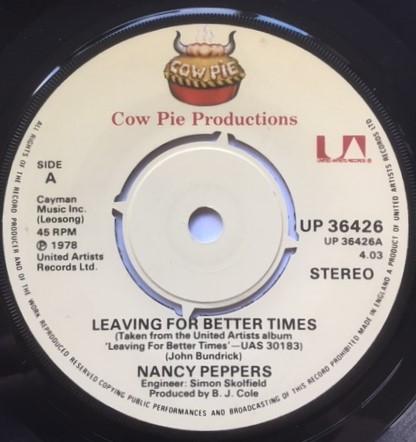 COW PIE
Cow Pie Productions
UNITED ARTISTS RECORDS
SIDE
A
Cayman
Music Inc.
(Leosong)
45 RPM
Ⓟ 1978
United Artists
Records Ltd.
UP 36426
UP 36426A
4.03
STEREO
LEAVING FOR BETTER TIMES
(Taken from the United Artists album
'Leaving For Better Times'—UAS 30183)
(John Bundrick)
NANCY PEPPERS
Engineer: Simon Skolfield
Produced by B. J. Cole
ALL RIGHTS OF THE RECORD PRODUCER AND OF THE WORK REPRODUCED RESERVED COPYING PUBLIC PERFORMANCES AND BROADCASTING OF THIS RECORD PROHIBITED MADE IN ENGLAND A PRODUCT OF UNITED ARTISTS RECORDS LTD